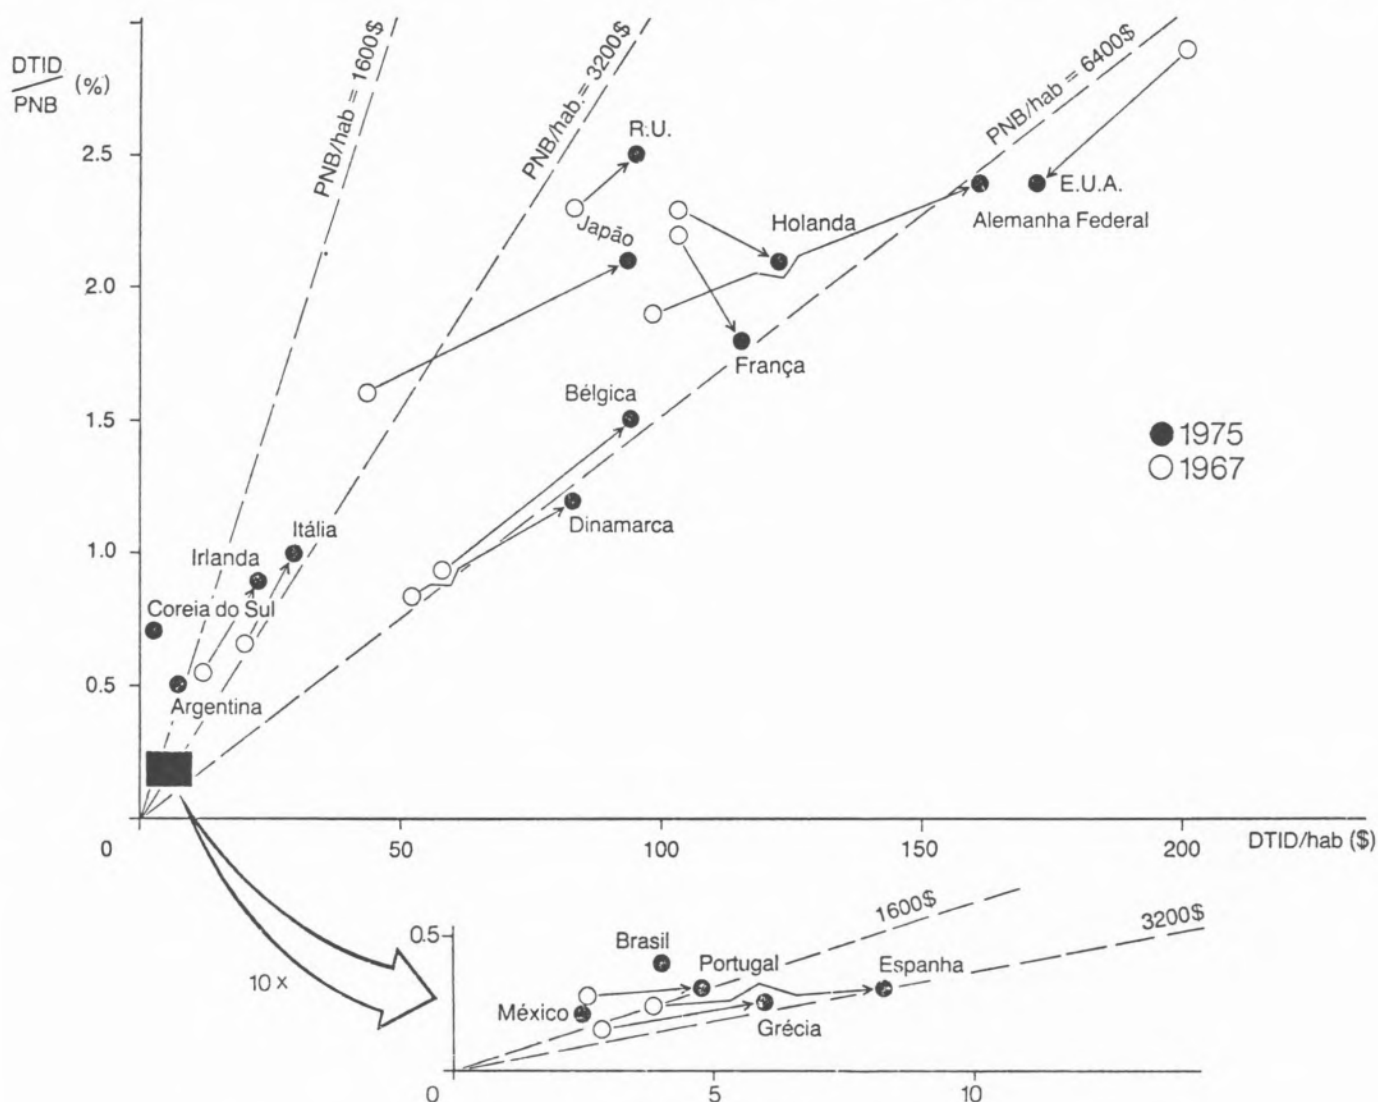 DTID
PNB
(%)
PNB/hab = 1600$
PNB/hab. = 3200$
PNB/hab = 6400$
R.U.
2.5
E.U.A.
Japão
Holanda
Alemanha Federal
2.0
França
Bélgica
1.5
1975
1967
Dinamarca
Itália
Irlanda
1.0
Coreia do Sul
0.5
Argentina
0
50
100
150
200
DTID/hab ($)
1600$
3200$
0.5
Brasil
Portugal
Espanha
10 x
México
Grécia
0
5
10